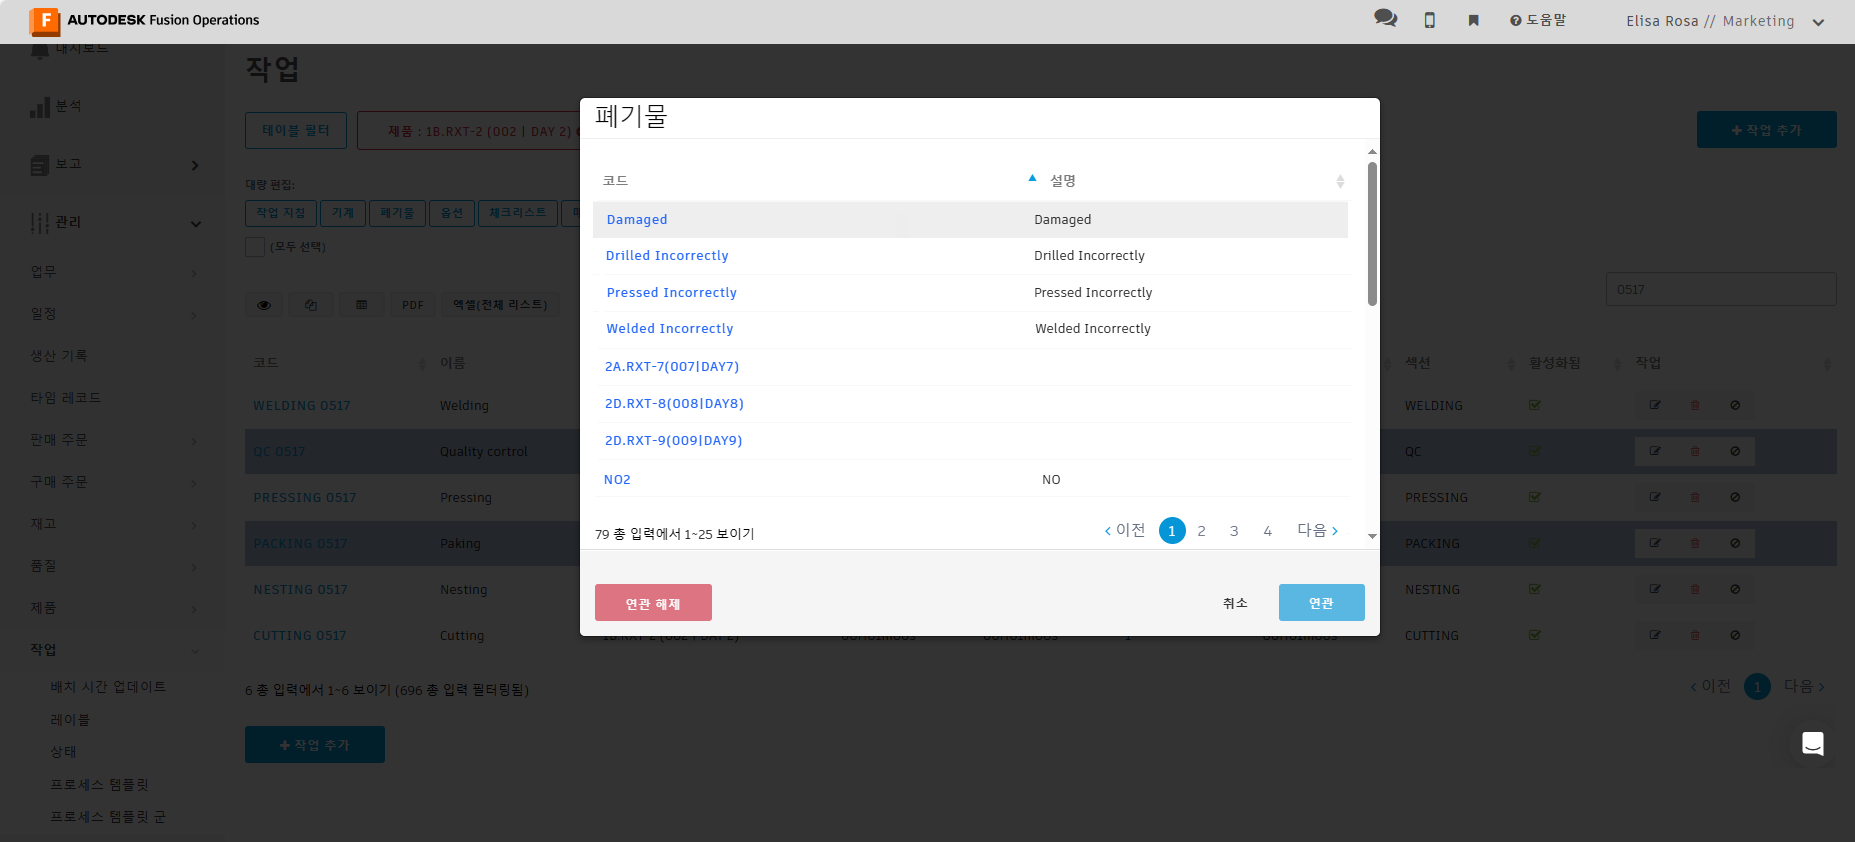 AUTODESK Fusion Operations
도움말
Elisa Rosa // Marketing
대시보드
분석
보고
관리
업무
일정
생산 기록
타임 레코드
판매 주문
구매 주문
재고
품질
제품
작업
배치 시간 업데이트
레이블
상태
프로세스 템플릿
프로세스 템플릿 군
작업
테이블 필터
제품 : 1B.RXT-2 (002 | DAY 2)
+ 작업 추가
대량 편집:
작업 지침
기계
폐기물
옵션
체크리스트
(모두 선택)
PDF
엑셀(전체 리스트)
0517
코드
이름
섹션
활성화됨
작업
WELDING 0517
Welding
WELDING
QC 0517
Quality cortrol
QC
PRESSING 0517
Pressing
PRESSING
PACKING 0517
Paking
PACKING
NESTING 0517
Nesting
NESTING
CUTTING 0517
Cutting
1B.RXT-2 (002 | DAY 2)
1
CUTTING
6 총 입력에서 1~6 보이기 (696 총 입력 필터링됨)
이전 1 다음
+ 작업 추가
폐기물
코드
설명
Damaged
Damaged
Drilled Incorrectly
Drilled Incorrectly
Pressed Incorrectly
Pressed Incorrectly
Welded Incorrectly
Welded Incorrectly
2A.RXT-7(007|DAY7)
2D.RXT-8(008|DAY8)
2D.RXT-9(009|DAY9)
NO2
NO
79 총 입력에서 1~25 보이기
이전 1 2 3 4 다음
연관 해제
취소
연관